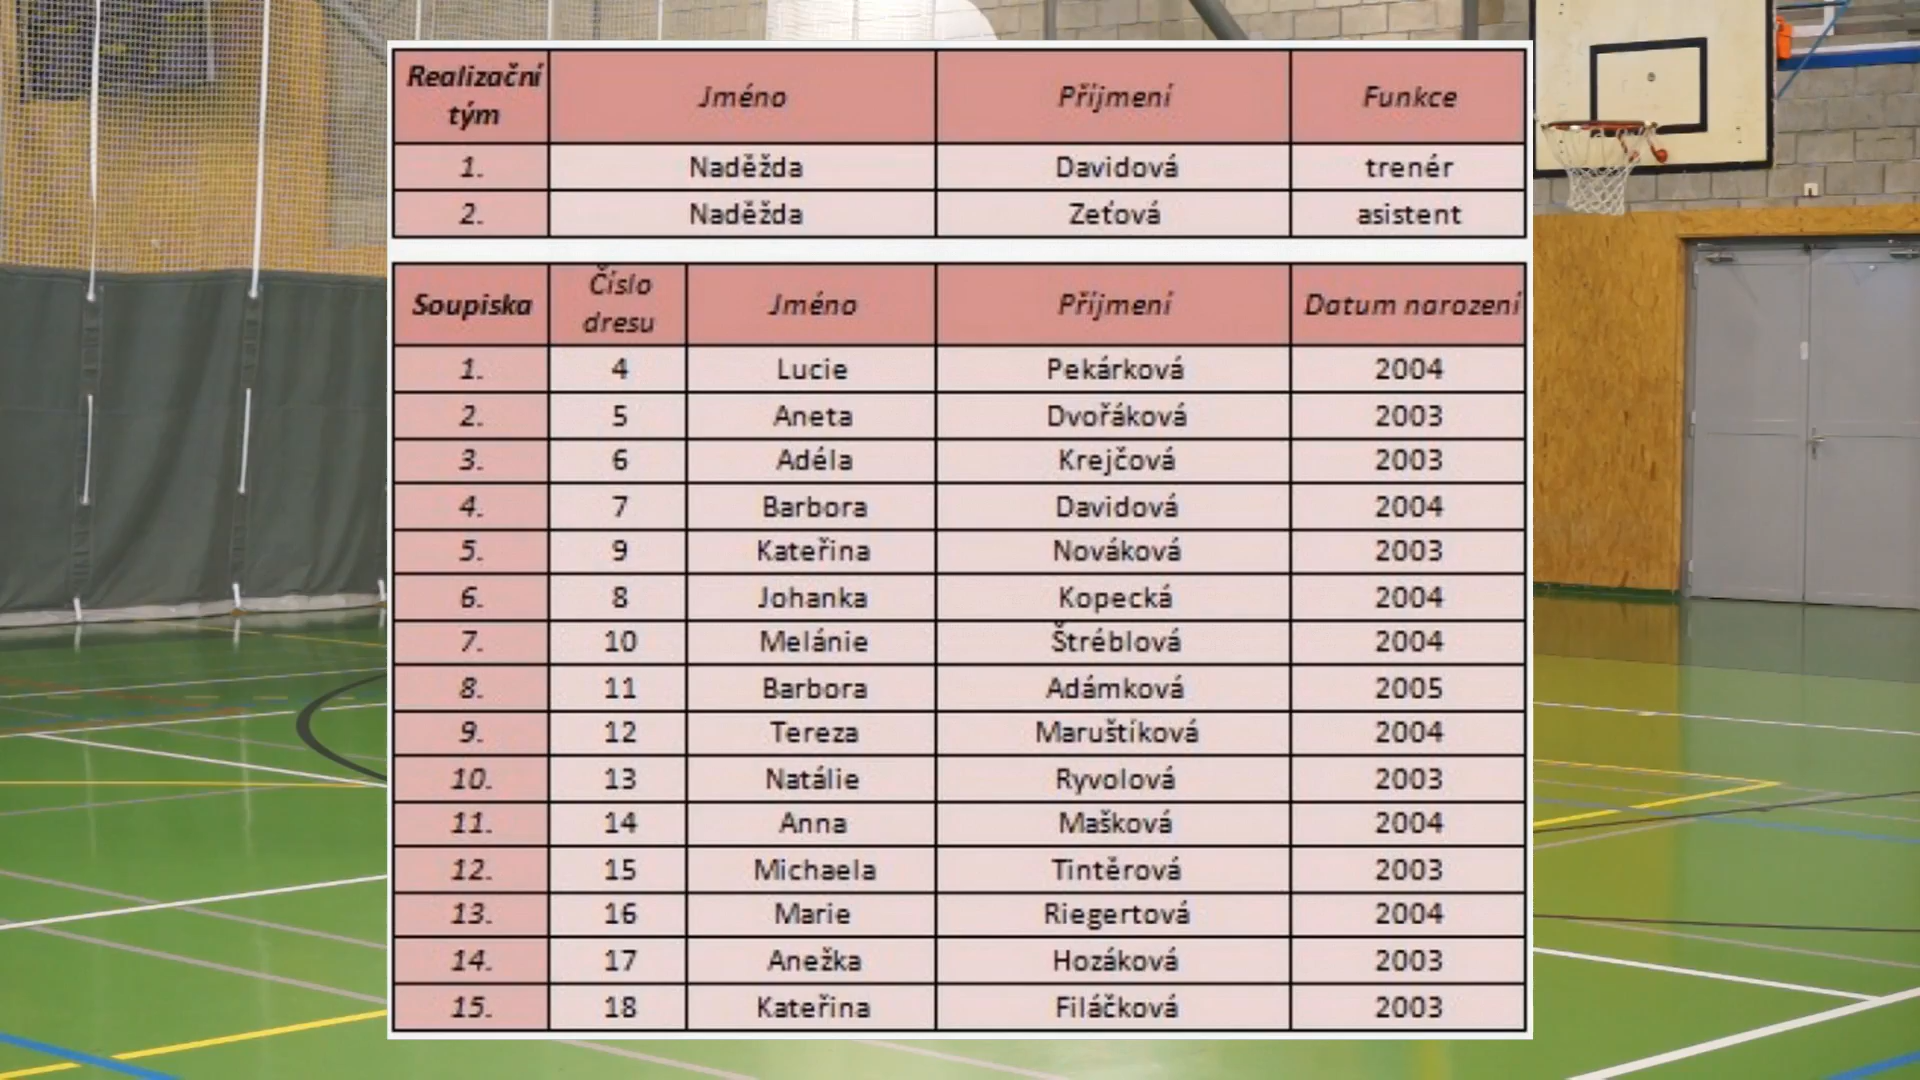 Realizační tým Jméno Příjmení Funkce
1. Naděžda Davidová trenér
2. Naděžda Zeťová asistent
Soupiska Číslo dresu Jméno Příjmení Datum narození
1. 4 Lucie Pekárková 2004
2. 5 Aneta Dvořáková 2003
3. 6 Adéla Krejčová 2003
4. 7 Barbora Davidová 2004
5. 9 Kateřina Nováková 2003
6. 8 Johanka Kopecká 2004
7. 10 Melánie Štréblová 2004
8. 11 Barbora Adámková 2005
9. 12 Tereza Maruštíková 2004
10. 13 Natálie Ryvolová 2003
11. 14 Anna Mašková 2004
12. 15 Michaela Tintěrová 2003
13. 16 Marie Riegertová 2004
14. 17 Anežka Hozáková 2003
15. 18 Kateřina Filáčková 2003